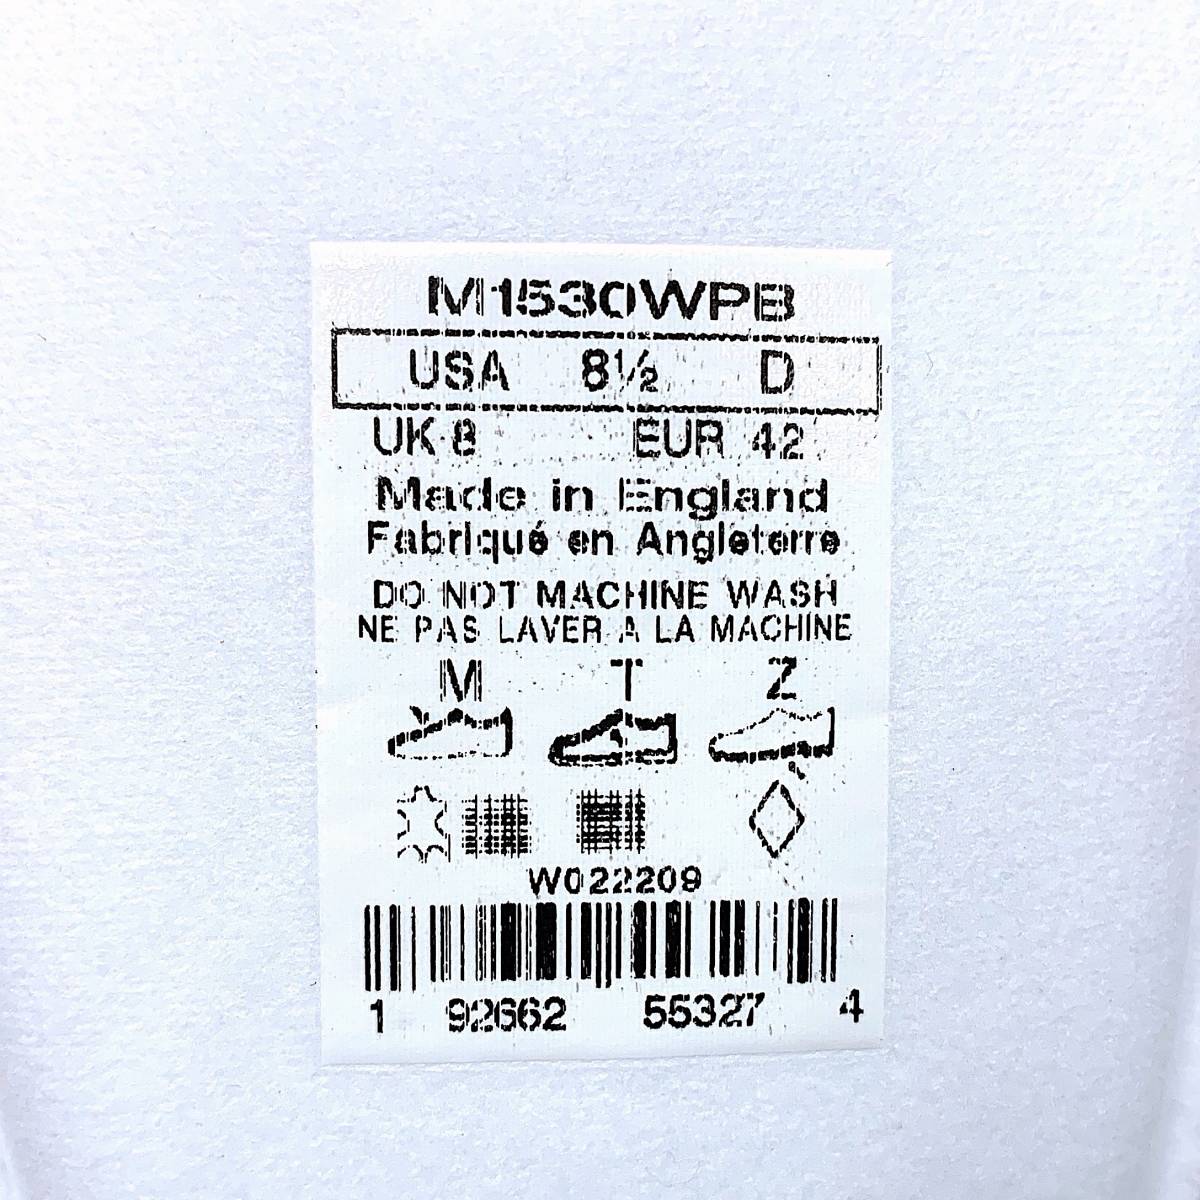 M1530WPB
USA 8½ D
UK 8 EUR 42
Made in England
Fabriqué en Angleterre
DO NOT MACHINE WASH
NE PAS LAVER A LA MACHINE
M T Z
W022209
1 92662 55327 4